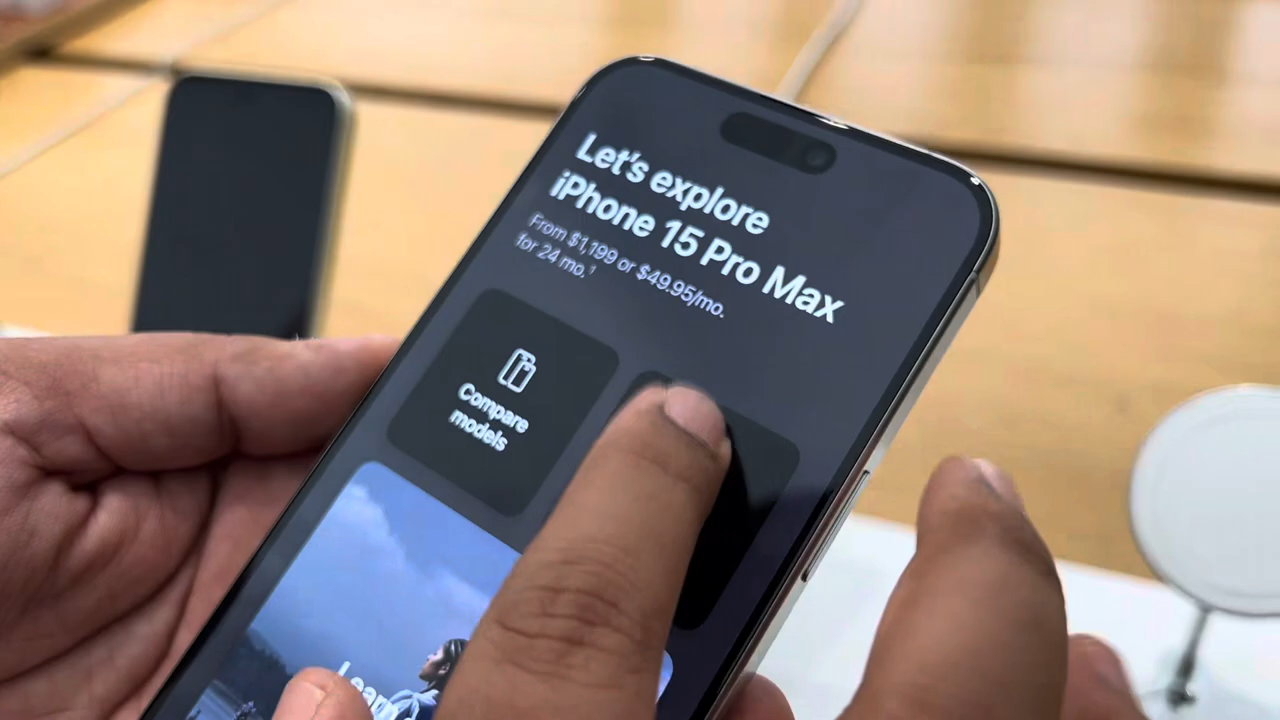 Let's explore
iPhone 15 Pro Max
From $1,199 or $49.95/mo.
for 24 mo.¹
Compare
models